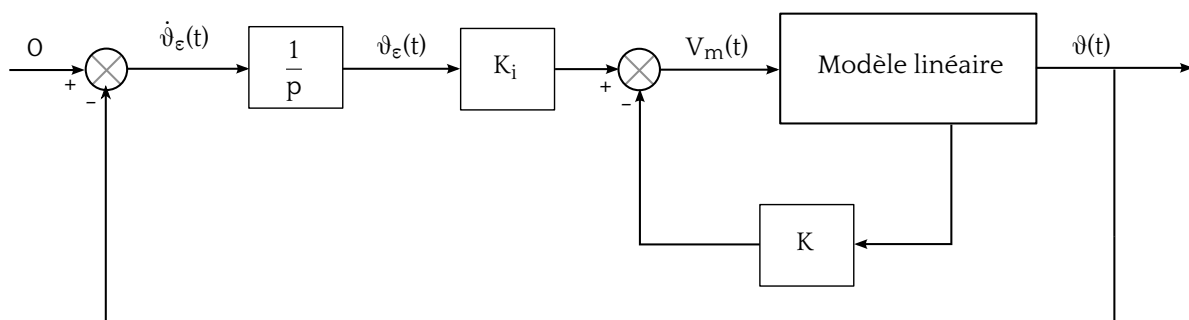 0
+
-
ϑ̇ε(t)
1
p
ϑε(t)
Ki
+
-
Vm(t)
Modèle linéaire
ϑ(t)
K